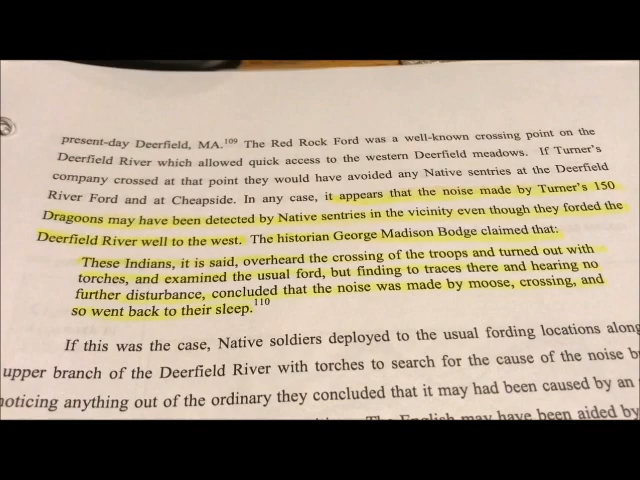 present-day Deerfield, MA.109 The Red Rock Ford was a well-known crossing point on the
Deerfield River which allowed quick access to the western Deerfield meadows. If Turner's
company crossed at that point they would have avoided any Native sentries at the Deerfield
River Ford and at Cheapside. In any case, it appears that the noise made by Turner's 150
Dragoons may have been detected by Native sentries in the vicinity even though they forded the
Deerfield River well to the west. The historian George Madison Bodge claimed that:
These Indians, it is said, overheard the crossing of the troops and turned out with
torches, and examined the usual ford, but finding to traces there and hearing no
further disturbance, concluded that the noise was made by moose, crossing, and
so went back to their sleep.110
If this was the case, Native soldiers deployed to the usual fording locations along
upper branch of the Deerfield River with torches to search for the cause of the noise
noticing anything out of the ordinary they concluded that it may had been caused by an
The English may have been aided by